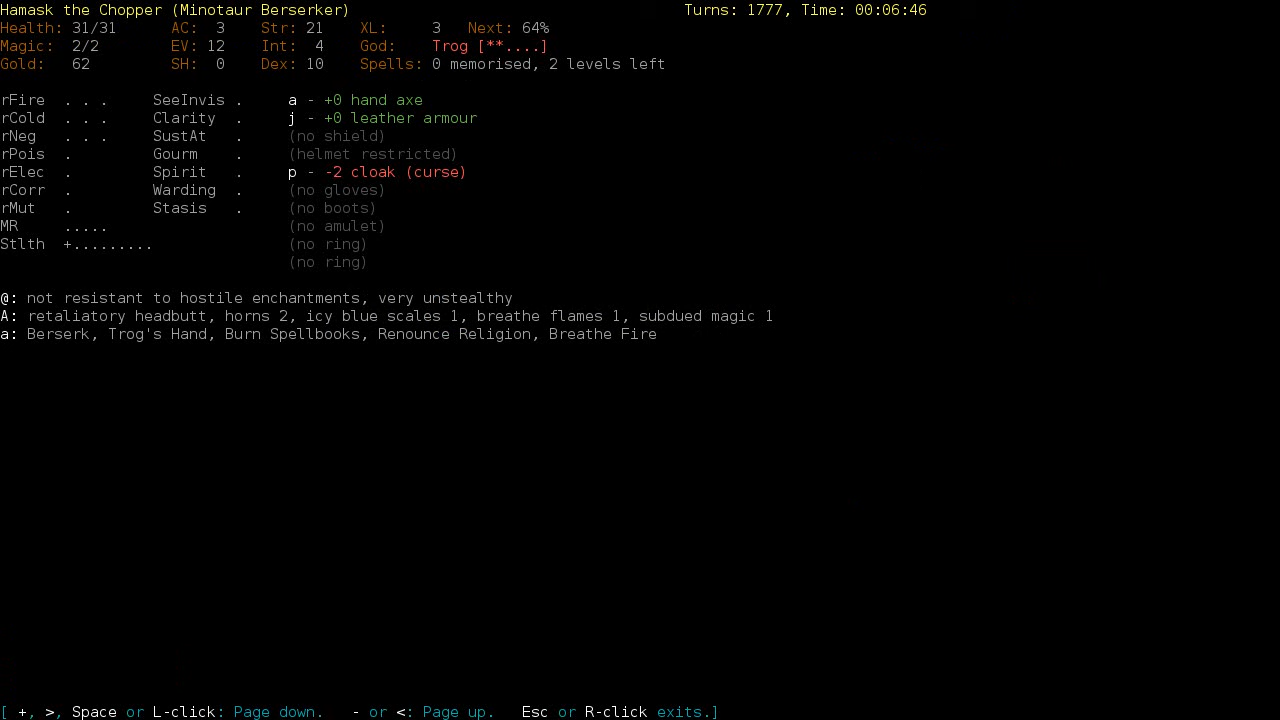 Hamask the Chopper (Minotaur Berserker) Turns: 1777, Time: 00:06:46
Health: 31/31 AC: 3 Str: 21 XL: 3 Next: 64%
Magic: 2/2 EV: 12 Int: 4 God: Trog [**....]
Gold: 62 SH: 0 Dex: 10 Spells: 0 memorised, 2 levels left
rFire . . . SeeInvis . a - +0 hand axe
rCold . . . Clarity . j - +0 leather armour
rNeg . . . SustAt . (no shield)
rPois . Gourm . (helmet restricted)
rElec . Spirit . p - -2 cloak (curse)
rCorr . Warding . (no gloves)
rMut . Stasis . (no boots)
MR ..... (no amulet)
Stlth +......... (no ring)
(no ring)
@: not resistant to hostile enchantments, very unstealthy
A: retaliatory headbutt, horns 2, icy blue scales 1, breathe flames 1, subdued magic 1
a: Berserk, Trog's Hand, Burn Spellbooks, Renounce Religion, Breathe Fire
[ +, >, Space or L-click: Page down. - or <: Page up. Esc or R-click exits.]